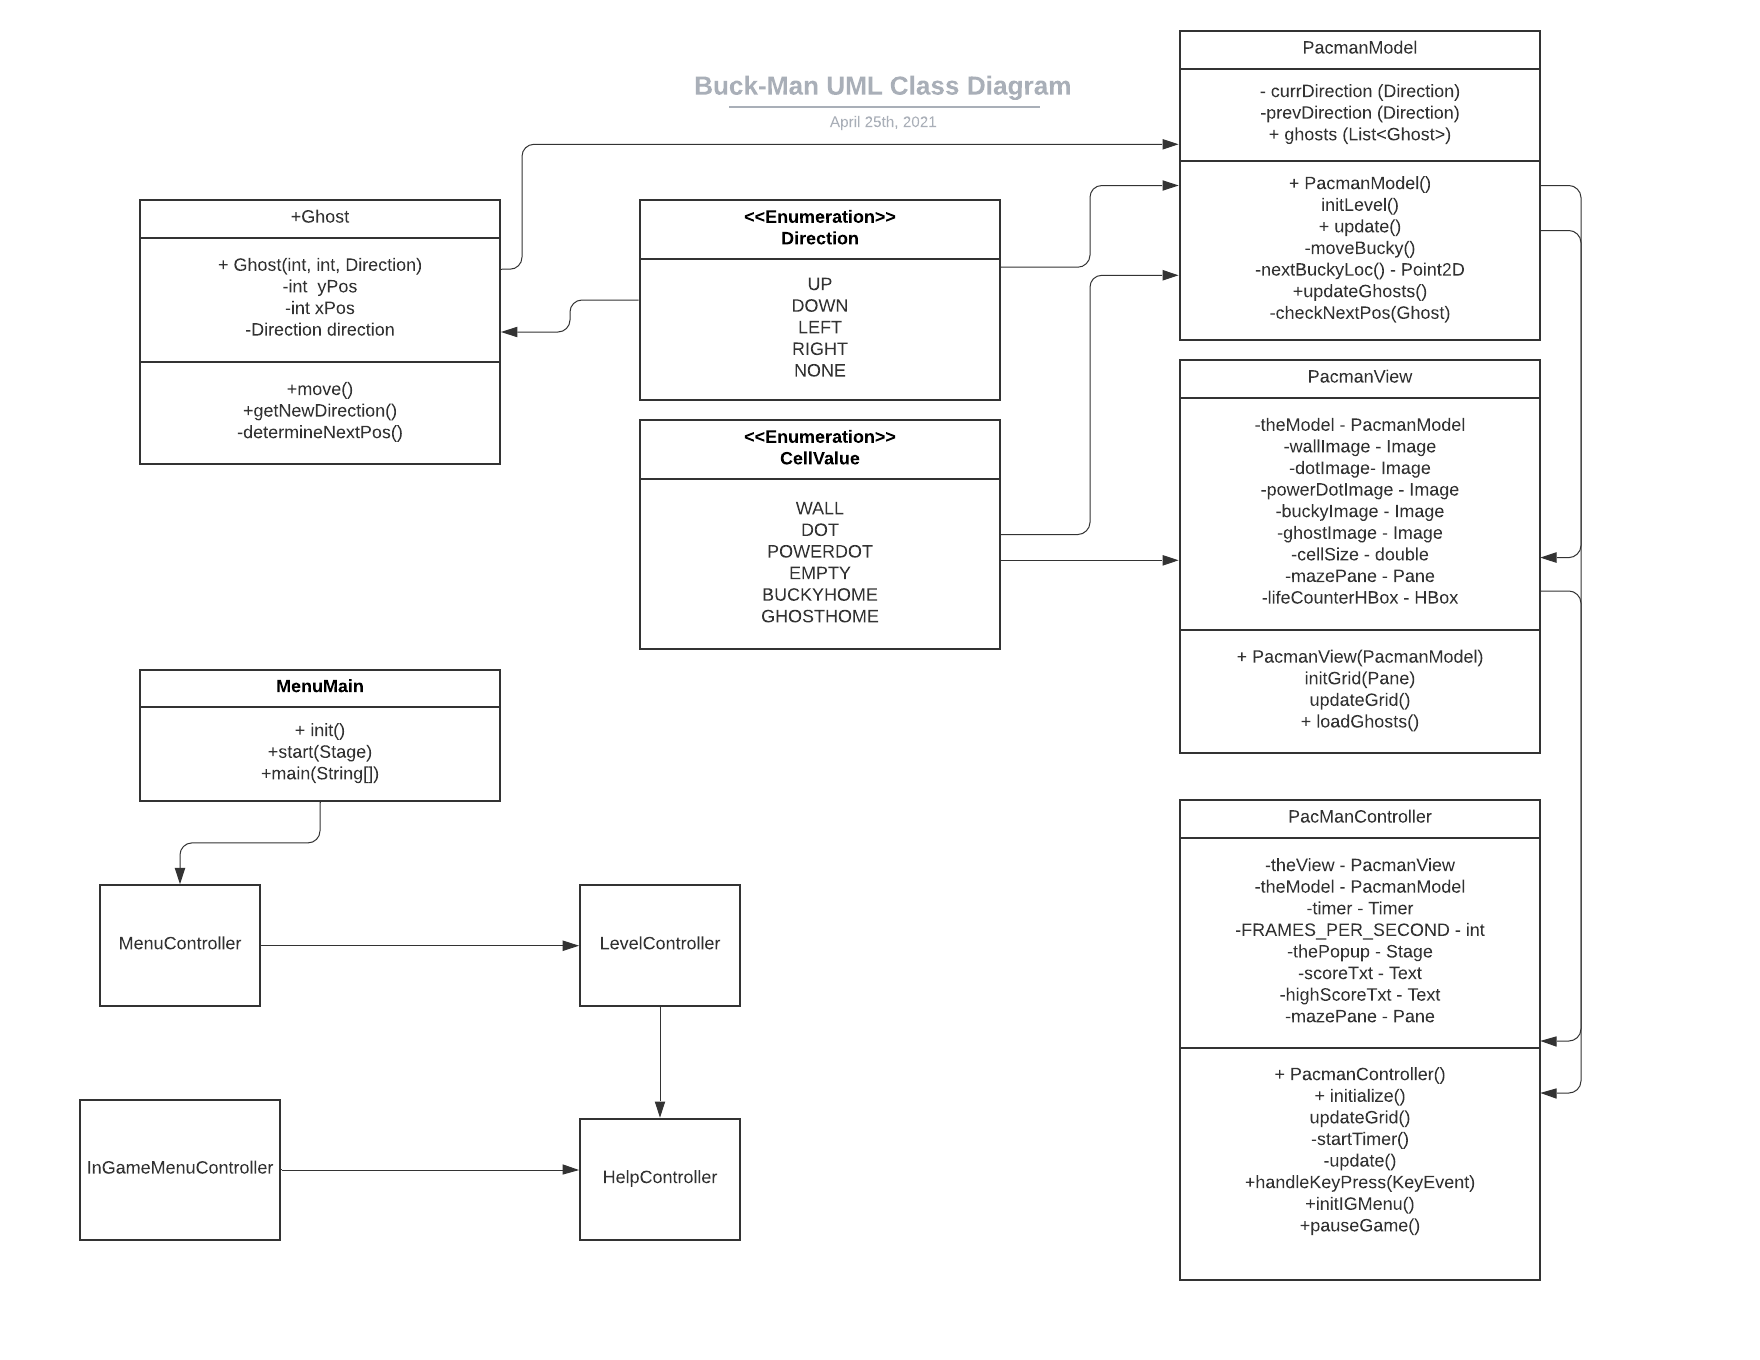 Buck-Man UML Class Diagram
April 25th, 2021
PacmanModel
- currDirection (Direction)
-prevDirection (Direction)
+ ghosts (List<Ghost>)
+ PacmanModel()
initLevel()
+ update()
-moveBucky()
-nextBuckyLoc() - Point2D
+updateGhosts()
-checkNextPos(Ghost)
+Ghost
+ Ghost(int, int, Direction)
-int  yPos
-int xPos
-Direction direction
+move()
+getNewDirection()
-determineNextPos()
<<Enumeration>>
Direction
UP
DOWN
LEFT
RIGHT
NONE
<<Enumeration>>
CellValue
WALL
DOT
POWERDOT
EMPTY
BUCKYHOME
GHOSTHOME
PacmanView
-theModel - PacmanModel
-wallImage - Image
-dotImage- Image
-powerDotImage - Image
-buckyImage - Image
-ghostImage - Image
-cellSize - double
-mazePane - Pane
-lifeCounterHBox - HBox
+ PacmanView(PacmanModel)
initGrid(Pane)
updateGrid()
+ loadGhosts()
MenuMain
+ init()
+start(Stage)
+main(String[])
MenuController
LevelController
InGameMenuController
HelpController
PacManController
-theView - PacmanView
-theModel - PacmanModel
-timer - Timer
-FRAMES_PER_SECOND - int
-thePopup - Stage
-scoreTxt - Text
-highScoreTxt - Text
-mazePane - Pane
+ PacmanController()
+ initialize()
updateGrid()
-startTimer()
-update()
+handleKeyPress(KeyEvent)
+initIGMenu()
+pauseGame()